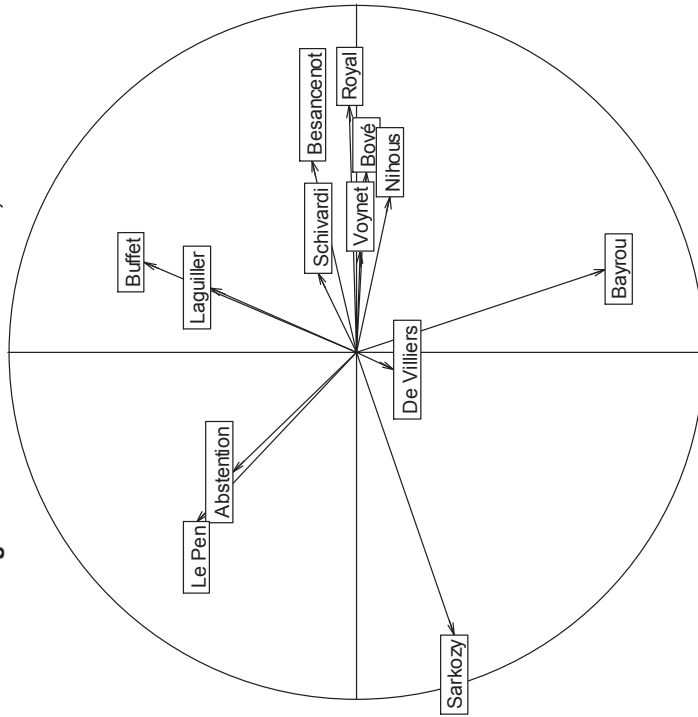 Besancenot
Royal
Buffet
Bové
Schivardi
Nihous
Laguiller
Voynet
Bayrou
De Villiers
Abstention
Le Pen
Sarkozy